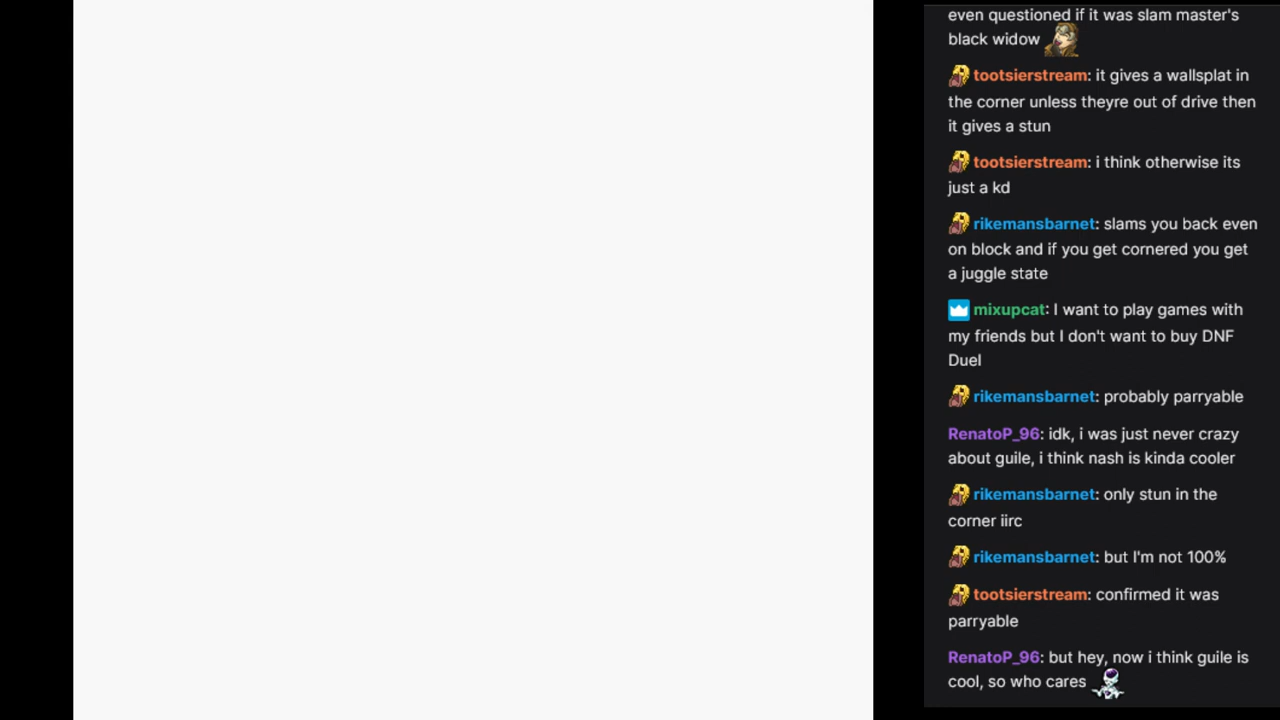 even questioned if it was slam master's
black widow
tootsierstream: it gives a wallsplat in
the corner unless theyre out of drive then
it gives a stun
tootsierstream: i think otherwise its
just a kd
rikemansbarnet: slams you back even
on block and if you get cornered you get
a juggle state
mixupcat: I want to play games with
my friends but I don't want to buy DNF
Duel
rikemansbarnet: probably parryable
RenatoP_96: idk, i was just never crazy
about guile, i think nash is kinda cooler
rikemansbarnet: only stun in the
corner iirc
rikemansbarnet: but I'm not 100%
tootsierstream: confirmed it was
parryable
RenatoP_96: but hey, now i think guile is
cool, so who cares